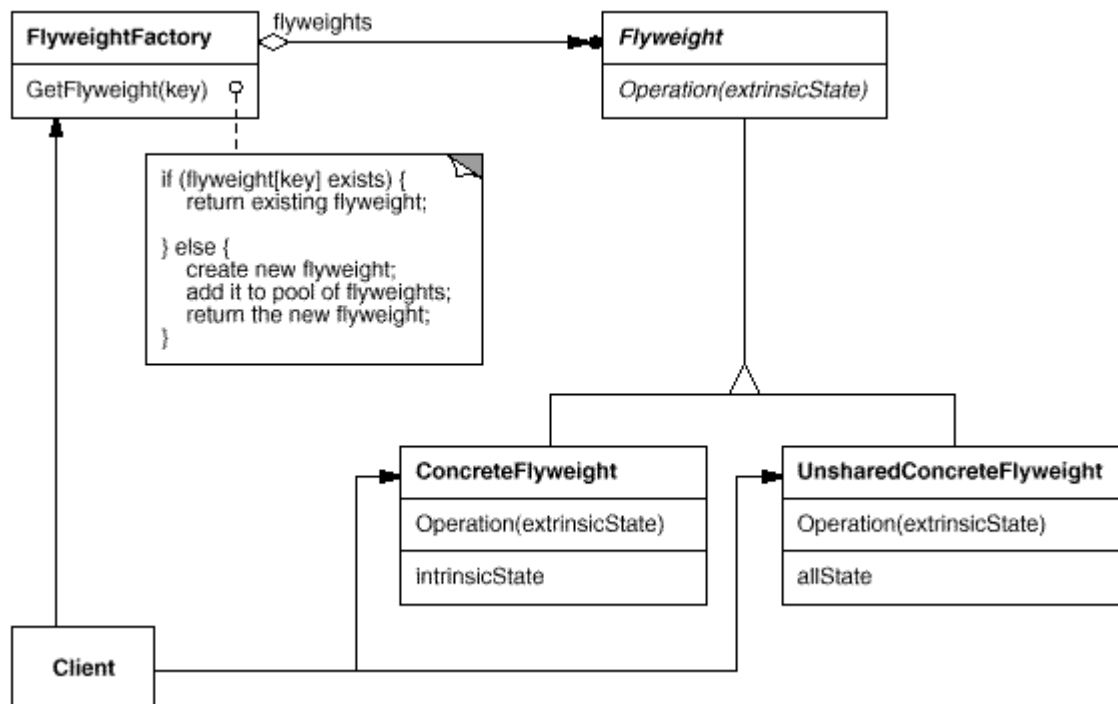 flyweights
FlyweightFactory
GetFlyweight(key)
Flyweight
Operation(extrinsicState)
if (flyweight[key] exists) {
return existing flyweight;
} else {
create new flyweight;
add it to pool of flyweights;
return the new flyweight;
}
ConcreteFlyweight
Operation(extrinsicState)
intrinsicState
UnsharedConcreteFlyweight
Operation(extrinsicState)
allState
Client